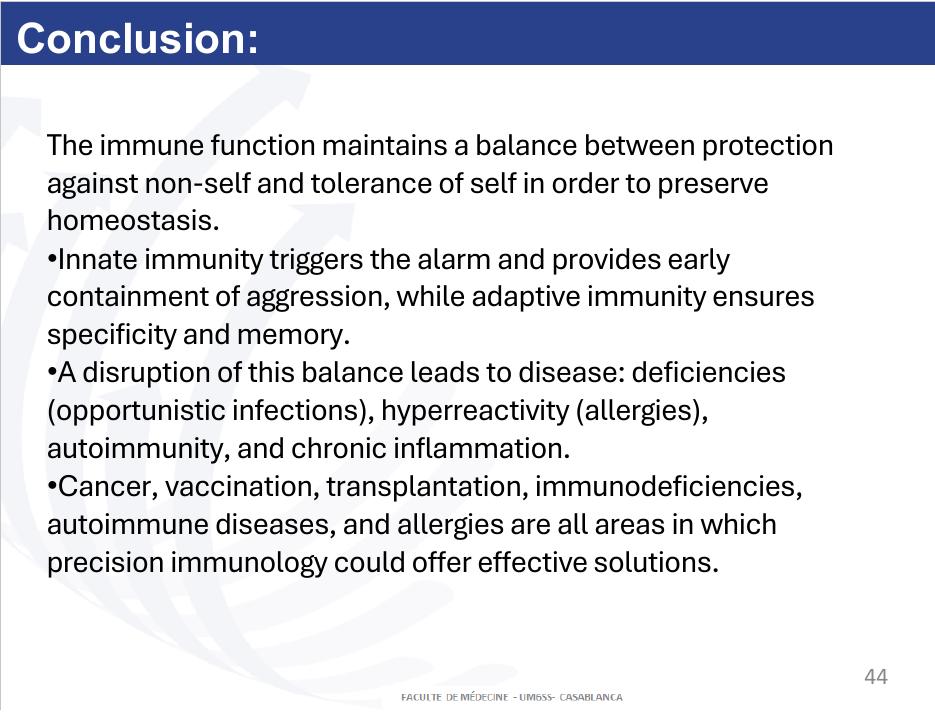 Conclusion:
The immune function maintains a balance between protection
against non-self and tolerance of self in order to preserve
homeostasis.
•Innate immunity triggers the alarm and provides early
containment of aggression, while adaptive immunity ensures
specificity and memory.
•A disruption of this balance leads to disease: deficiencies
(opportunistic infections), hyperreactivity (allergies),
autoimmunity, and chronic inflammation.
•Cancer, vaccination, transplantation, immunodeficiencies,
autoimmune diseases, and allergies are all areas in which
precision immunology could offer effective solutions.
44
FACULTE DE MÉDECINE - UM6SS- CASABLANCA